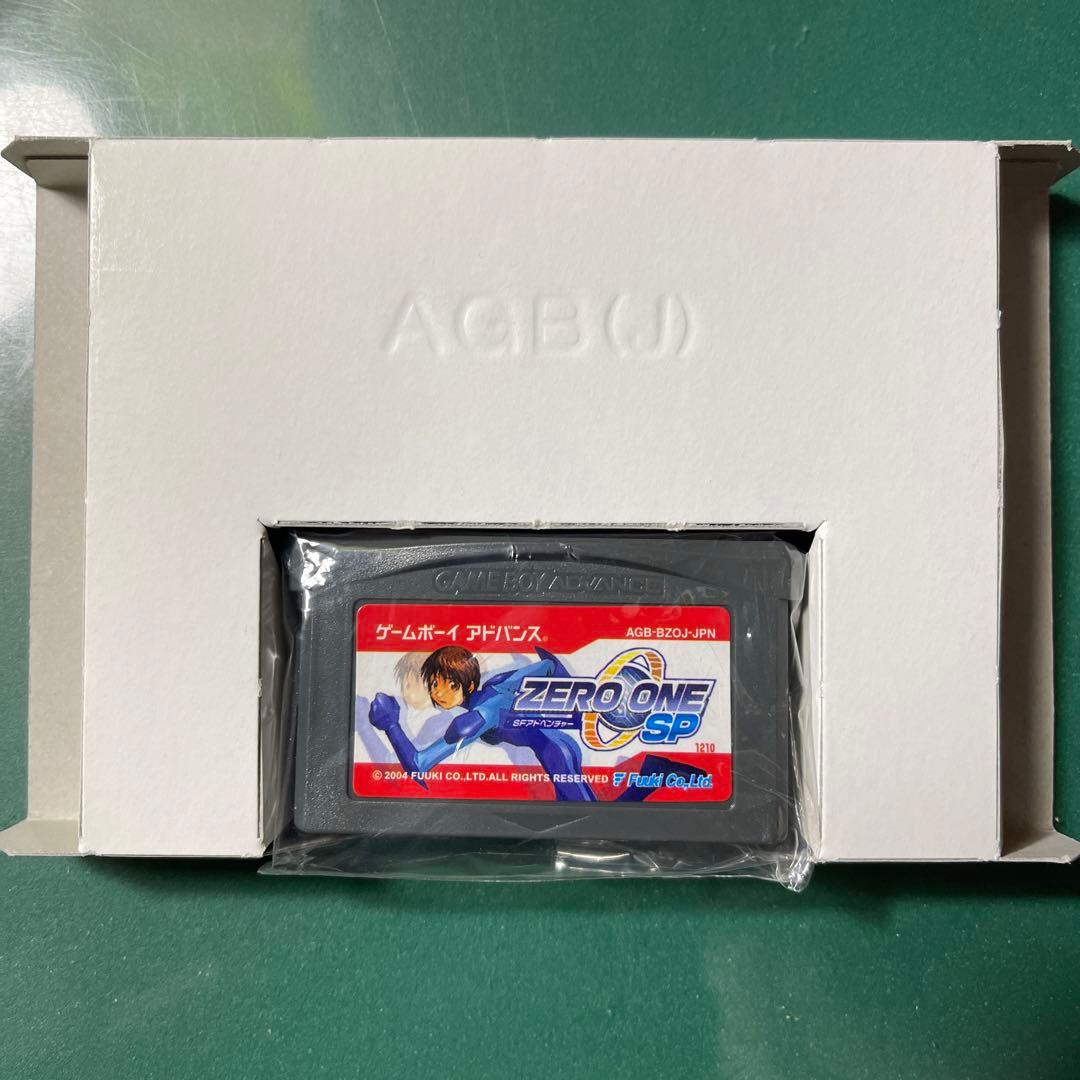 AGB(J)
GAME BOY ADVANCE
ゲームボーイ アドバンス®
AGB-BZOJ-JPN
ZERO ONE
SFアドベンチャー
SP
1210
© 2004 FUUKI CO.,LTD.ALL RIGHTS RESERVED
Fuuki Co.,Ltd.